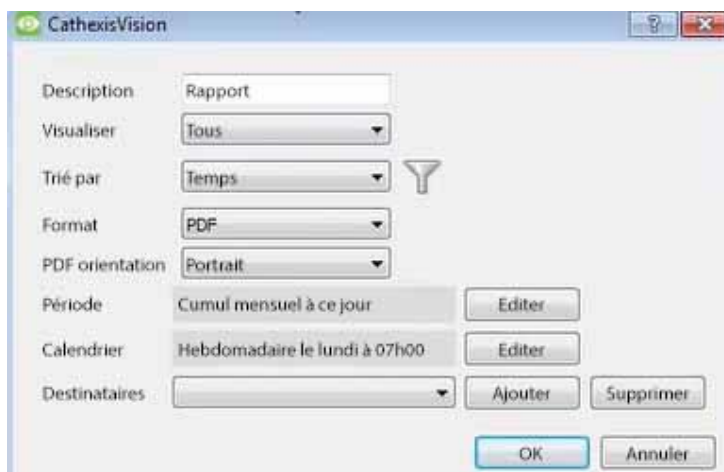 CathexisVision
Description Rapport
Visualiser Tous
Trié par Temps
Format PDF
PDF orientation Portrait
Période Cumul mensuel à ce jour Editer
Calendrier Hebdomadaire le lundi à 07h00 Editer
Destinataires Ajouter Supprimer
OK Annuler